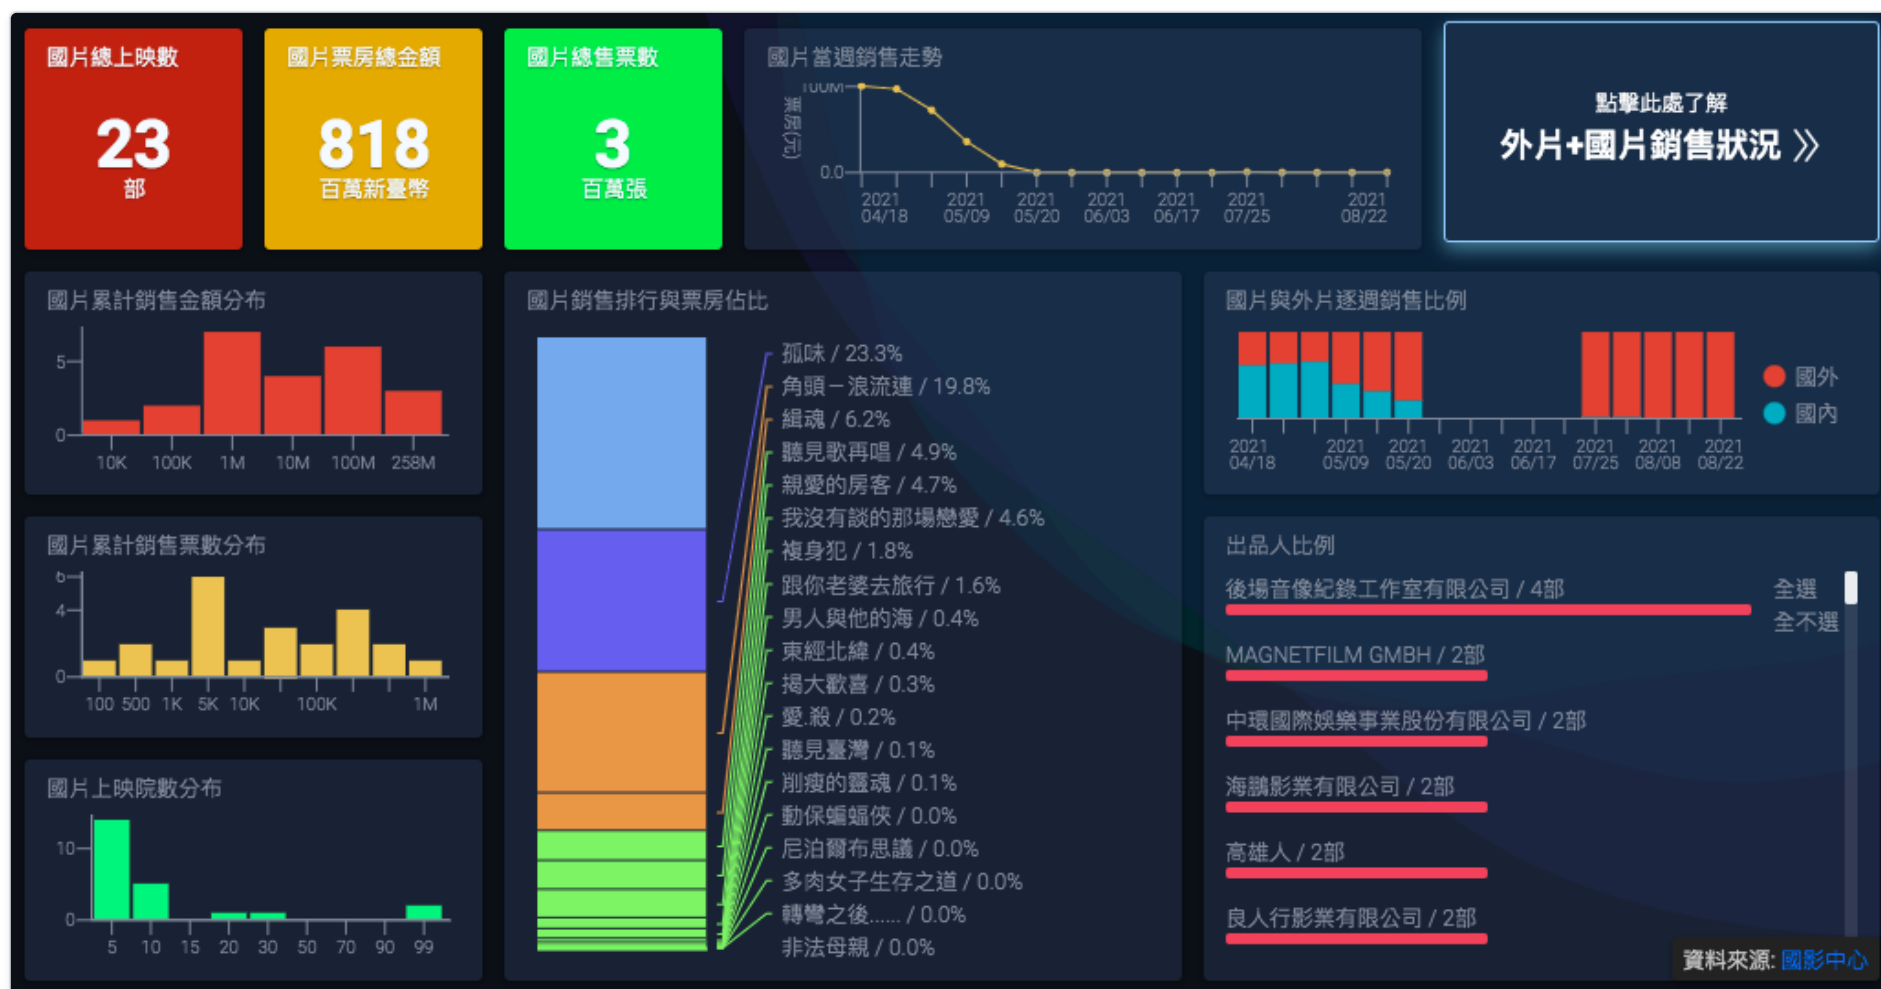 國片總上映數
23
部
國片票房總金額
818
百萬新臺幣
國片總售票數
3
百萬張
國片當週銷售走勢
票房(元)
100M
0.0
2021 04/18
2021 05/09
2021 05/20
2021 06/03
2021 06/17
2021 07/25
2021 08/22
點擊此處了解
外片+國片銷售狀況 》
國片累計銷售金額分布
5
0
10K 100K 1M 10M 100M 258M
國片累計銷售票數分布
6
4
0
100 500 1K 5K 10K 100K 1M
國片上映院數分布
10
0
5 10 15 20 30 50 70 90 99
國片銷售排行與票房佔比
孤味 / 23.3%
角頭－浪流連 / 19.8%
緝魂 / 6.2%
聽見歌再唱 / 4.9%
親愛的房客 / 4.7%
我沒有談的那場戀愛 / 4.6%
複身犯 / 1.8%
跟你老婆去旅行 / 1.6%
男人與他的海 / 0.4%
東經北緯 / 0.4%
揭大歡喜 / 0.3%
愛.殺 / 0.2%
聽見臺灣 / 0.1%
削瘦的靈魂 / 0.1%
動保蝙蝠俠 / 0.0%
尼泊爾布思議 / 0.0%
多肉女子生存之道 / 0.0%
轉彎之後...... / 0.0%
非法母親 / 0.0%
國片與外片逐週銷售比例
2021 04/18
2021 05/09
2021 05/20
2021 06/03
2021 06/17
2021 07/25
2021 08/08
2021 08/22
國外
國內
出品人比例
後場音像紀錄工作室有限公司 / 4部
全選
全不選
MAGNETFILM GMBH / 2部
中環國際娛樂事業股份有限公司 / 2部
海鵬影業有限公司 / 2部
高雄人 / 2部
良人行影業有限公司 / 2部
資料來源: 國影中心